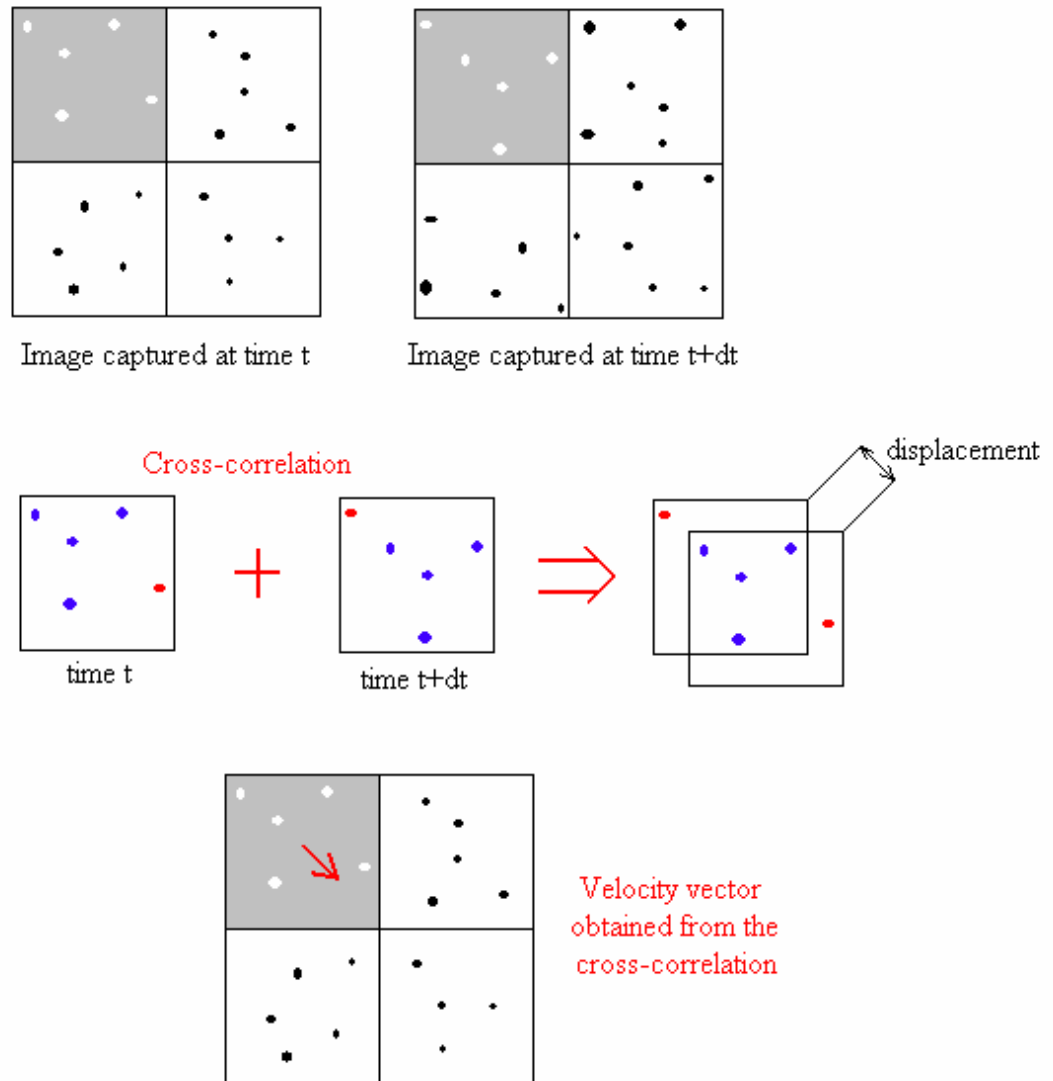 Image captured at time t
Image captured at time t+dt
Cross-correlation
displacement
time t
time t+dt
Velocity vector
obtained from the
cross-correlation